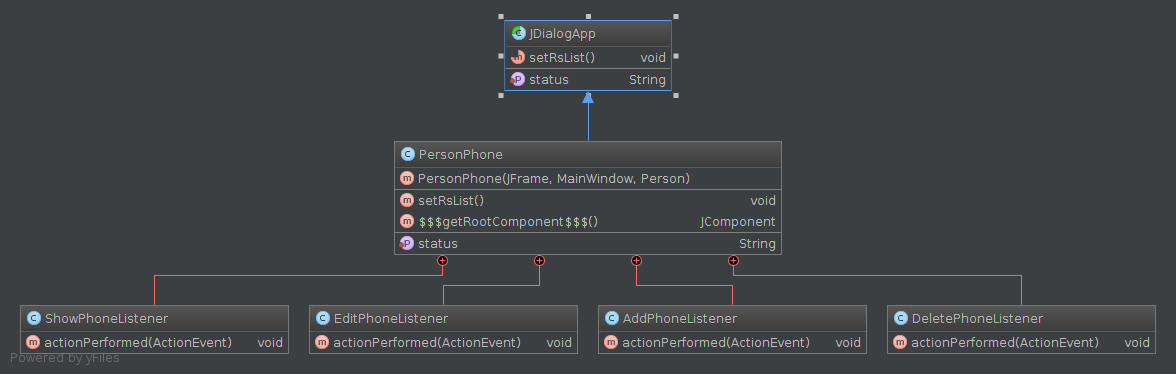 JDialogApp
setRsList() void
status String
PersonPhone
PersonPhone(JFrame, MainWindow, Person)
setRsList() void
$$$getRootComponent$$$() JComponent
status String
ShowPhoneListener
actionPerformed(ActionEvent) void
EditPhoneListener
actionPerformed(ActionEvent) void
AddPhoneListener
actionPerformed(ActionEvent) void
DeletePhoneListener
actionPerformed(ActionEvent) void
Powered by yFiles